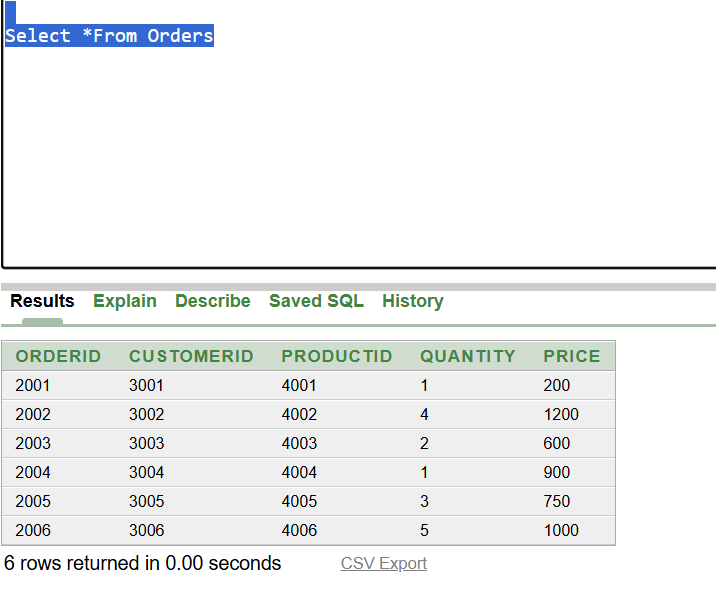 Select *From Orders
Results Explain Describe Saved SQL History
ORDERID CUSTOMERID PRODUCTID QUANTITY PRICE
2001 3001 4001 1 200
2002 3002 4002 4 1200
2003 3003 4003 2 600
2004 3004 4004 1 900
2005 3005 4005 3 750
2006 3006 4006 5 1000
6 rows returned in 0.00 seconds CSV Export